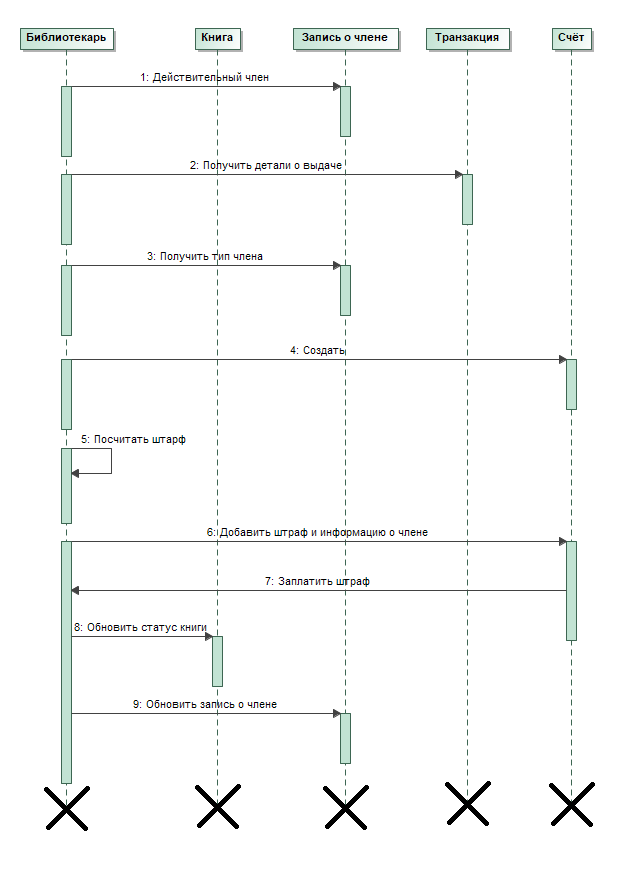 Библиотекарь
Книга
Запись о члене
Транзакция
Счёт
1: Действительный член
2: Получить детали о выдаче
3: Получить тип члена
4: Создать
5: Посчитать штарф
6: Добавить штраф и информацию о члене
7: Заплатить штраф
8: Обновить статус книги
9: Обновить запись о члене